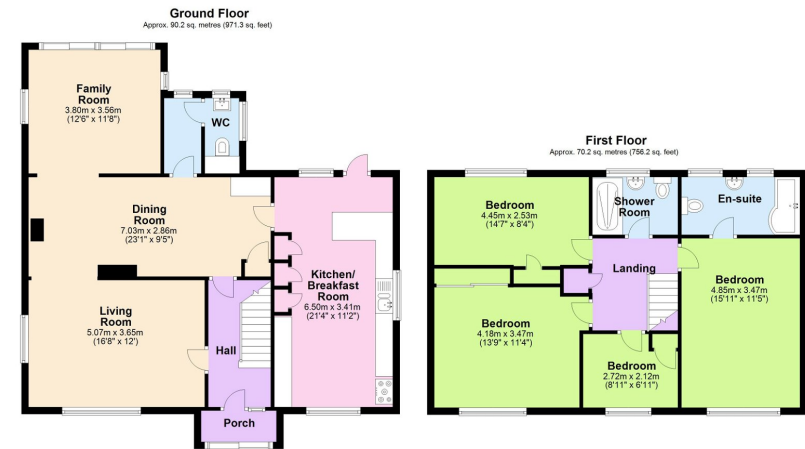 Ground Floor
Approx. 90.2 sq. metres (971.3 sq. feet)
Family
Room
3.80m x 3.56m
(12'6" x 11'8")
WC
Dining
Room
7.03m x 2.86m
(23'1" x 9'5")
Kitchen/
Breakfast
Room
6.50m x 3.41m
(21'4" x 11'2")
Living
Room
5.07m x 3.65m
(16'8" x 12')
Hall
Porch
First Floor
Approx. 70.2 sq. metres (756.2 sq. feet)
Bedroom
4.45m x 2.53m
(14'7" x 8'4")
Shower
Room
En-suite
Landing
Bedroom
4.85m x 3.47m
(15'11" x 11'5")
Bedroom
4.18m x 3.47m
(13'9" x 11'4")
Bedroom
2.72m x 2.12m
(8'11" x 6'11")